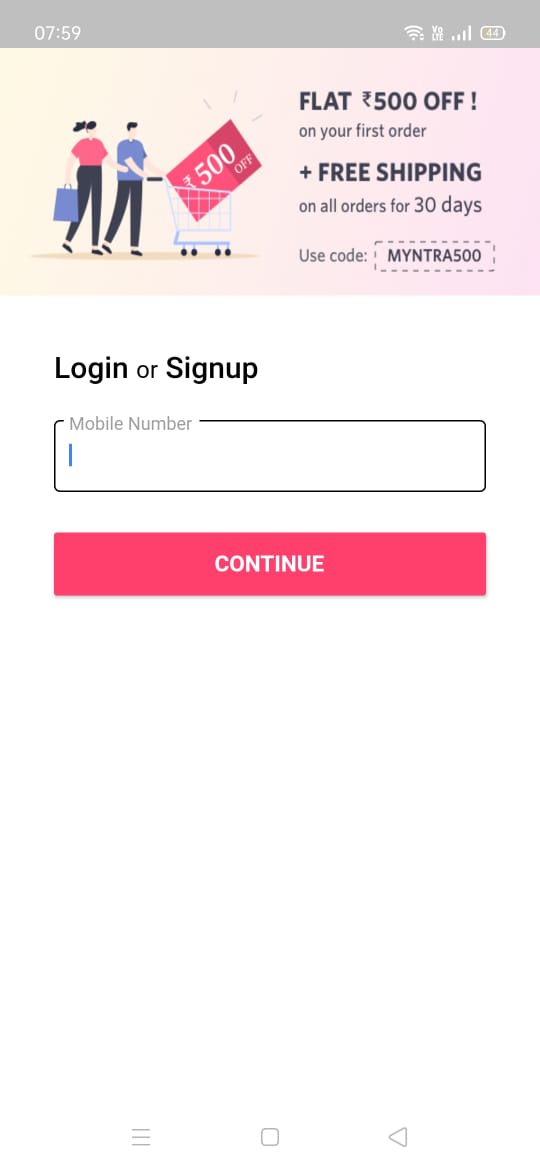 07:59
Vo
LTE
44
₹500
OFF
FLAT ₹500 OFF !
on your first order
+ FREE SHIPPING
on all orders for 30 days
Use code: MYNTRA500
Login or Signup
Mobile Number
CONTINUE